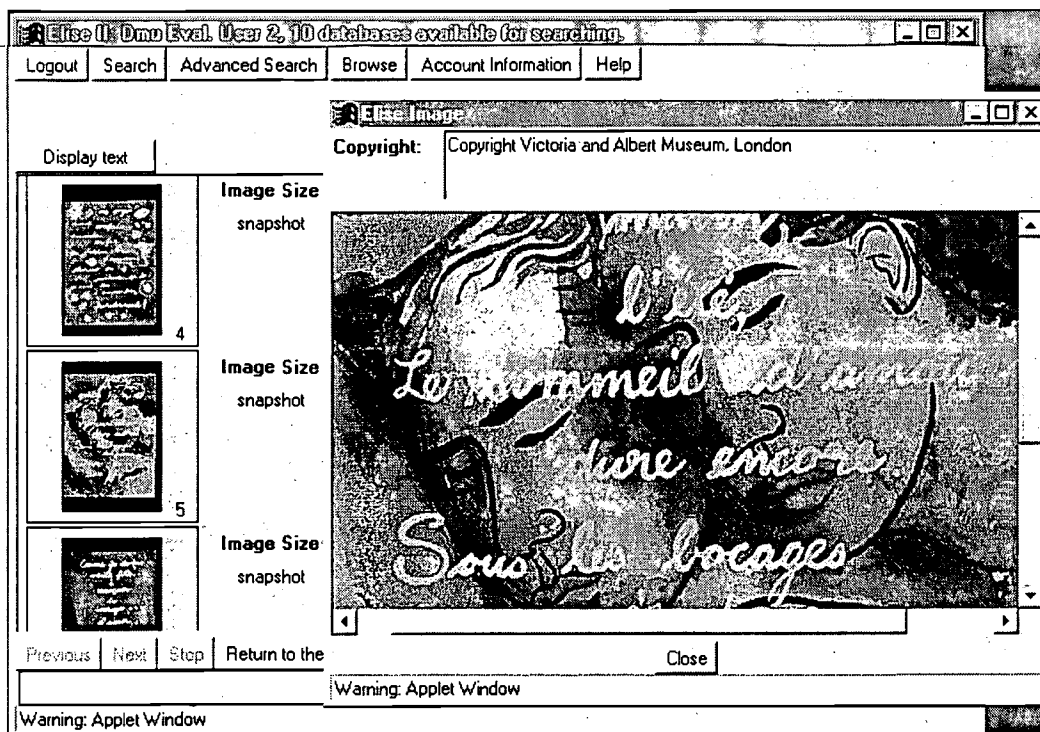 Elise II: Dmu Eval. User 2, 10 databases available for searching.
Logout Search Advanced Search Browse Account Information Help
Elise Image
Copyright: Copyright Victoria and Albert Museum, London
Display text
Image Size
snapshot
4
Image Size
snapshot
5
Image Size
snapshot
l'été,
Le sommeil d'a
dure encore
Sous les bocages
Previous Next Stop Return to the
Close
Warning: Applet Window
Warning: Applet Window